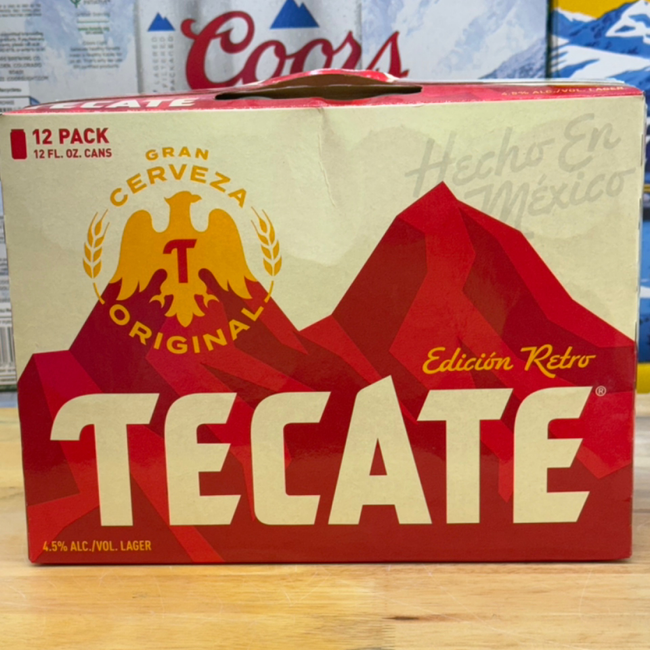 Coors
TECATE
4.5% ALC./VOL. LAGER
12 PACK
12 FL. OZ. CANS
GRAN
CERVEZA
T
ORIGINAL
Hecho En
México
Edición Retro
TECATE®
4.5% ALC./VOL. LAGER